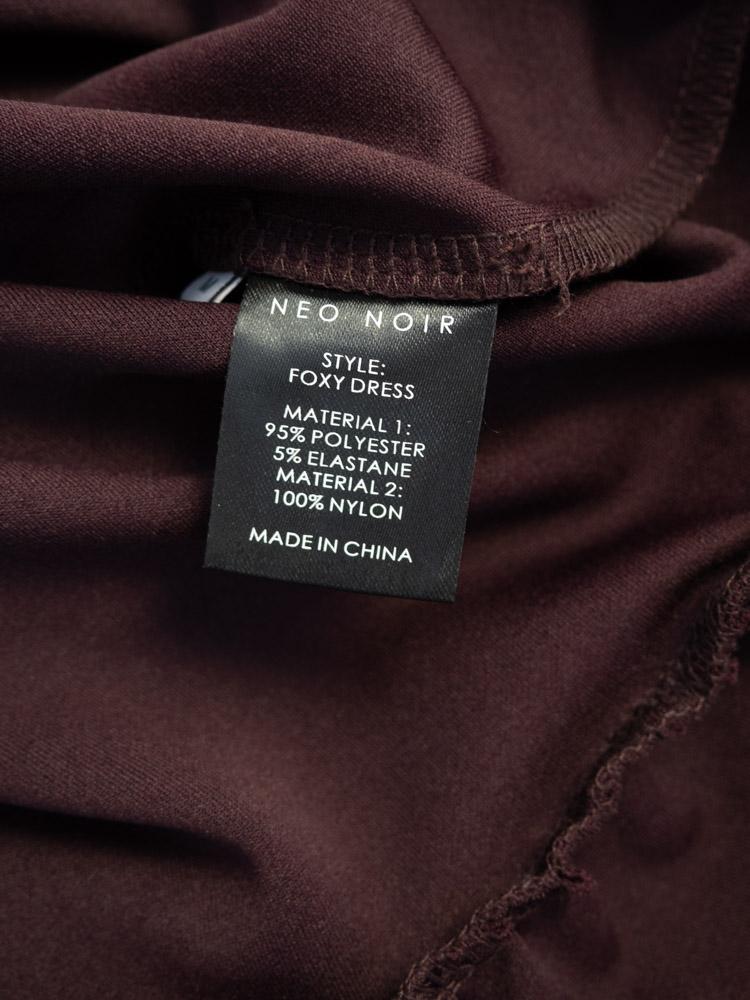 NEO NOIR
STYLE:
FOXY DRESS
MATERIAL 1:
95% POLYESTER
5% ELASTANE
MATERIAL 2:
100% NYLON
MADE IN CHINA